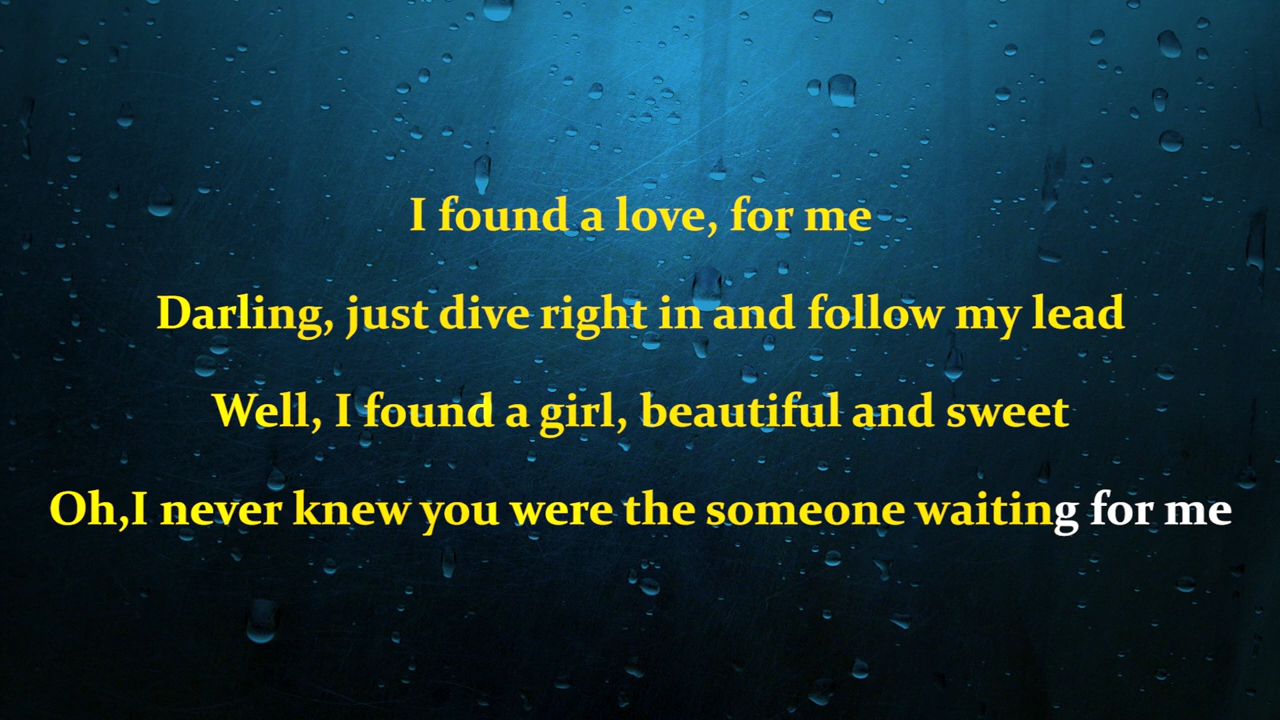 I found a love, for me
Darling, just dive right in and follow my lead
Well, I found a girl, beautiful and sweet
Oh,I never knew you were the someone waiting for me